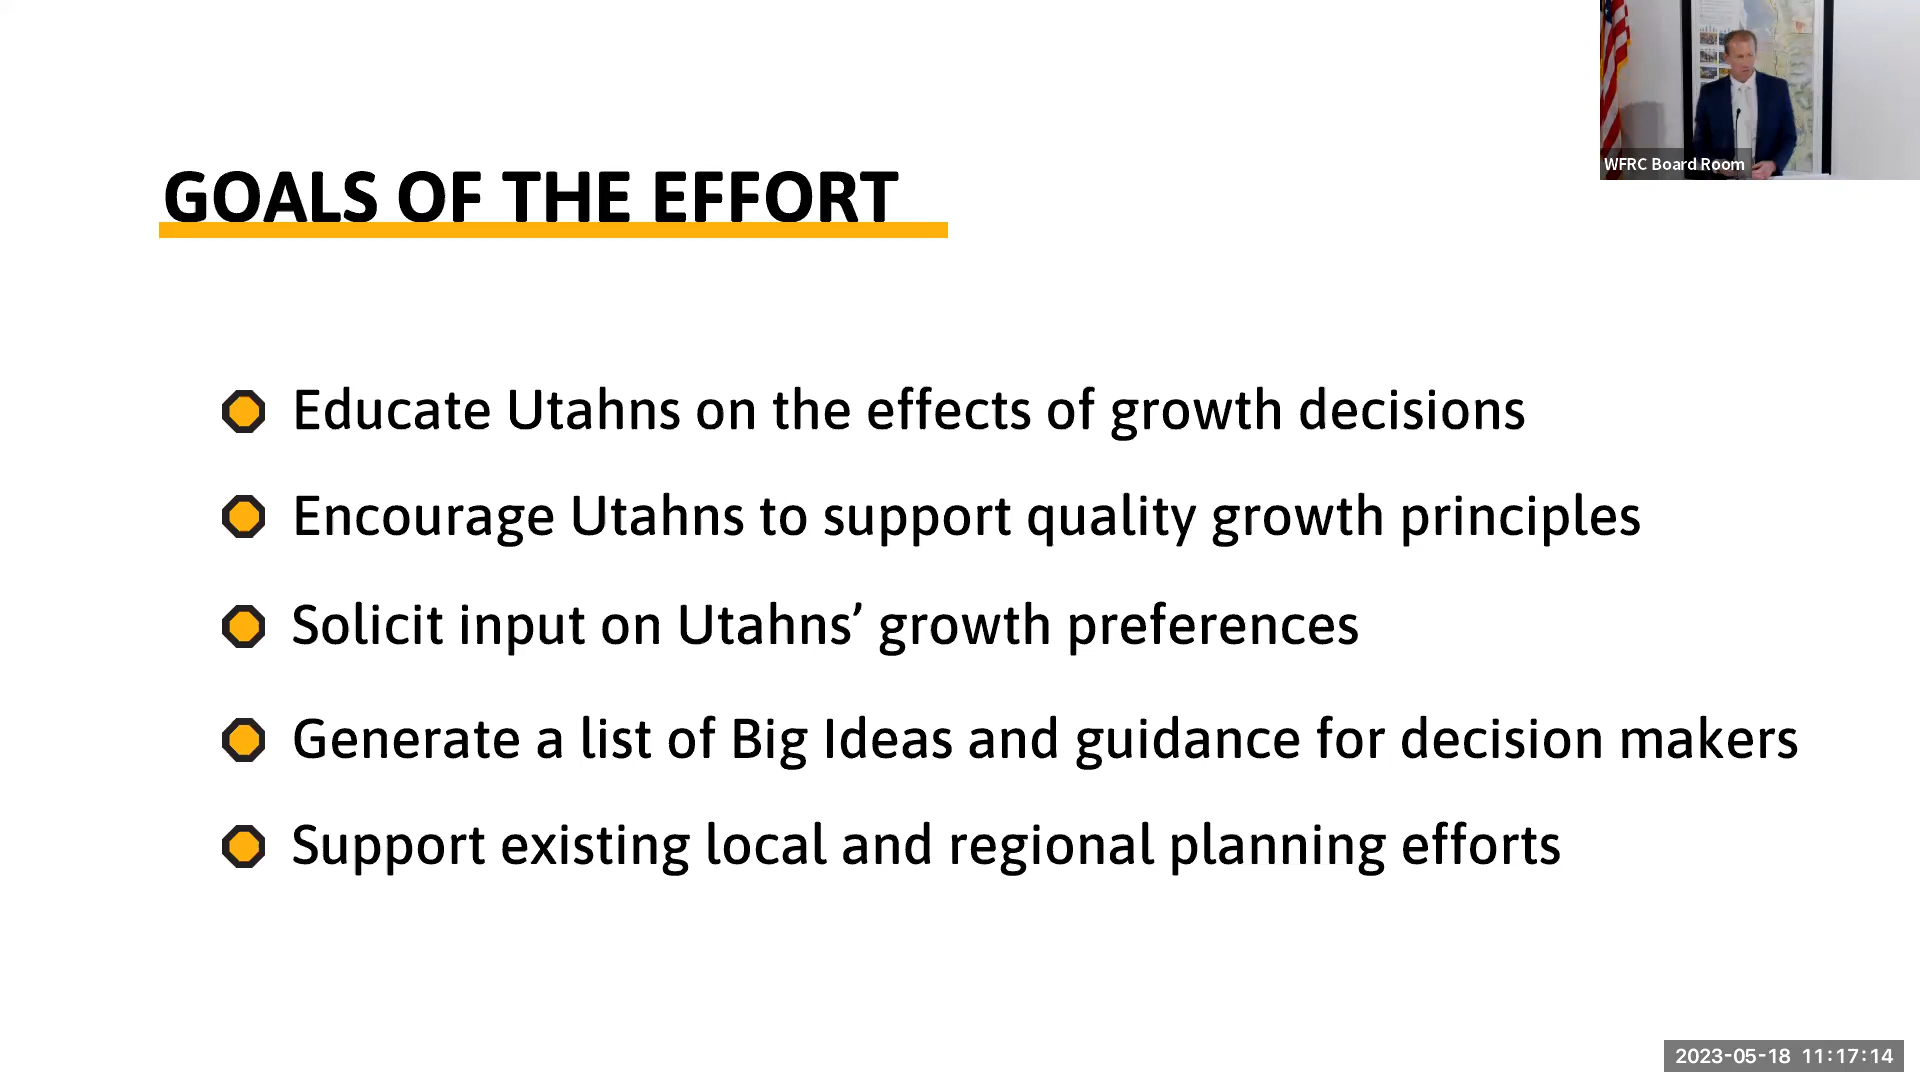 WFRC Board Room
GOALS OF THE EFFORT
Educate Utahns on the effects of growth decisions
Encourage Utahns to support quality growth principles
Solicit input on Utahns’ growth preferences
Generate a list of Big Ideas and guidance for decision makers
Support existing local and regional planning efforts
2023-05-18 11:17:14